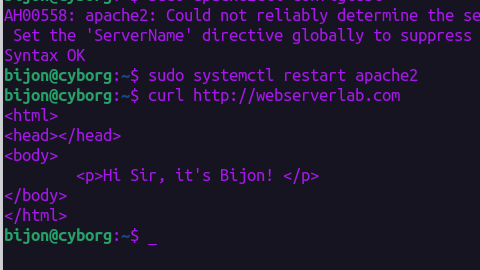 AH00558: apache2: Could not reliably determine the se
Set the 'ServerName' directive globally to suppress
Syntax OK
bijon@cyborg:~$ sudo systemctl restart apache2
bijon@cyborg:~$ curl http://webserverlab.com
<html>
<head></head>
<body>
<p>Hi Sir, it's Bijon! </p>
</body>
</html>
bijon@cyborg:~$ _